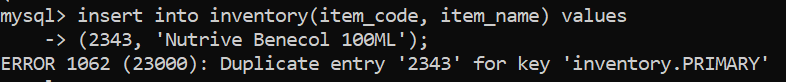 mysql> insert into inventory(item_code, item_name) values
    -> (2343, 'Nutrive Benecol 100ML');
ERROR 1062 (23000): Duplicate entry '2343' for key 'inventory.PRIMARY'